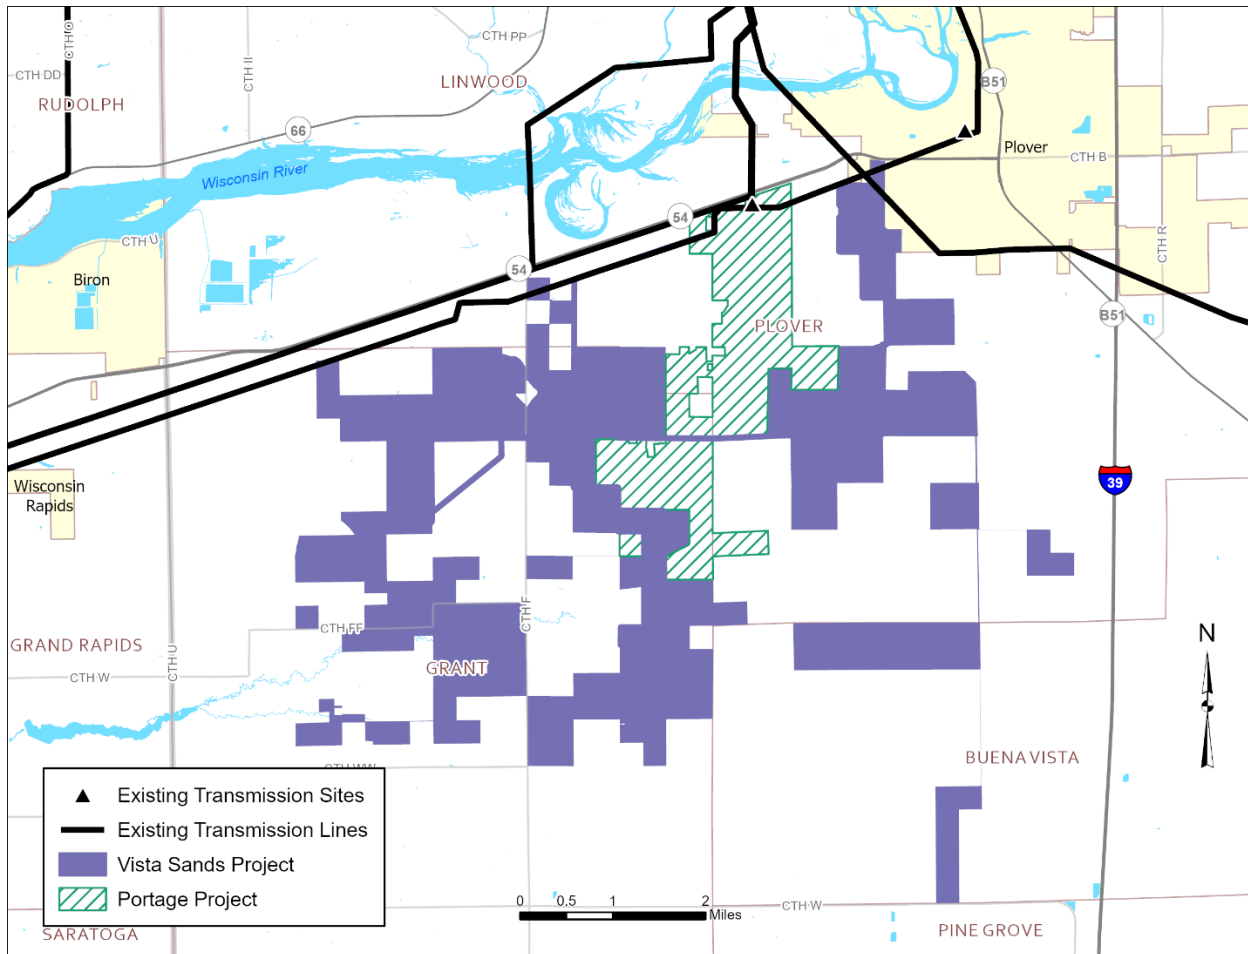 CTH O
CTH PP
CTH DD
CTH II
LINWOOD
B51
RUDOLPH
66
Plover
CTH B
Wisconsin River
54
CTH R
CTH U
54
Biron
B51
PLOVER
39
Wisconsin
Rapids
CTH F
CTH FF
N
GRAND RAPIDS
CTH U
GRANT
CTH W
BUENA VISTA
CTH WW
Existing Transmission Sites
Existing Transmission Lines
Vista Sands Project
Portage Project
0 0.5 1 2
Miles
CTH W
SARATOGA
PINE GROVE